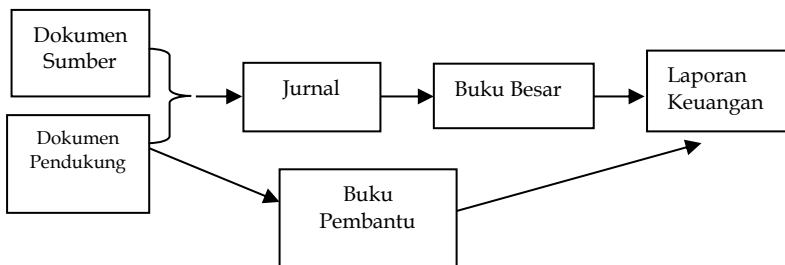 Dokumen
Sumber
Jurnal
Buku Besar
Laporan
Keuangan
Dokumen
Pendukung
Buku
Pembantu